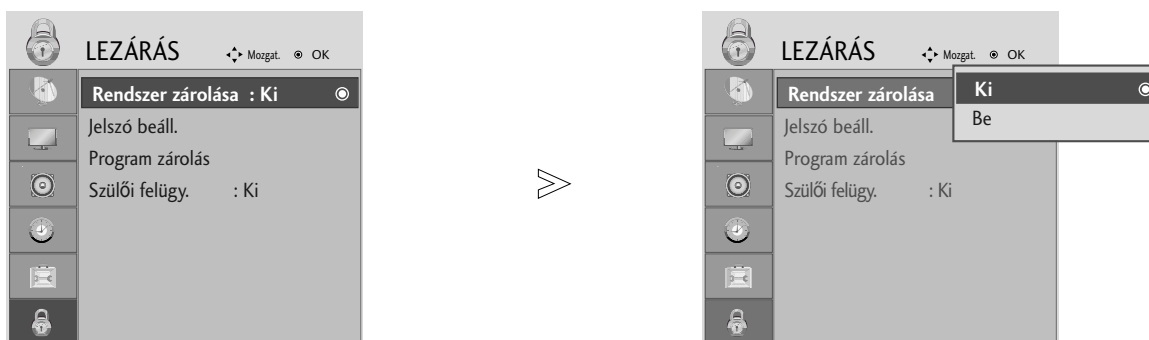 LEZÁRÁS Mozgat. OK
Rendszer zárolása : Ki
Jelszó beáll.
Program zárolás
Szülői felügy. : Ki
LEZÁRÁS Mozgat. OK
Rendszer zárolása
Ki
Be
Jelszó beáll.
Program zárolás
Szülői felügy. : Ki